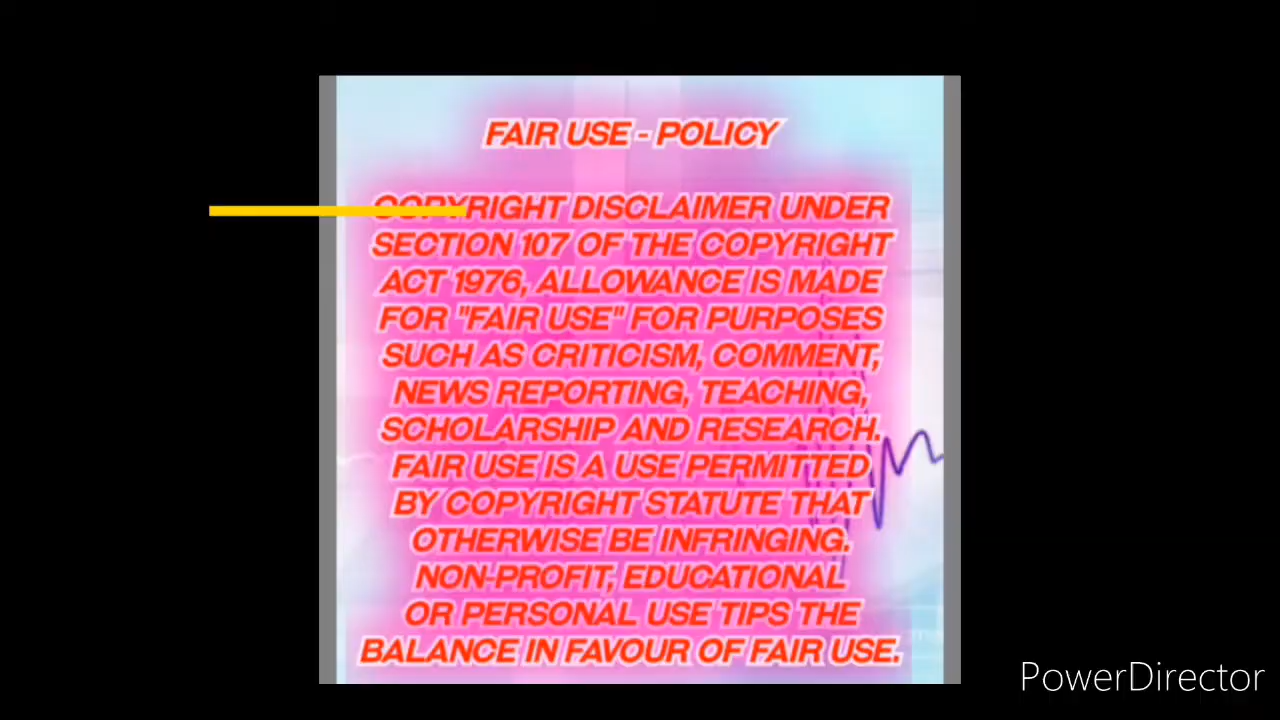 FAIR USE - POLICY
COPYRIGHT DISCLAIMER UNDER
SECTION 107 OF THE COPYRIGHT
ACT 1976, ALLOWANCE IS MADE
FOR "FAIR USE" FOR PURPOSES
SUCH AS CRITICISM, COMMENT,
NEWS REPORTING, TEACHING,
SCHOLARSHIP AND RESEARCH.
FAIR USE IS A USE PERMITTED
BY COPYRIGHT STATUTE THAT
OTHERWISE BE INFRINGING.
NON-PROFIT, EDUCATIONAL
OR PERSONAL USE TIPS THE
BALANCE IN FAVOUR OF FAIR USE.
PowerDirector